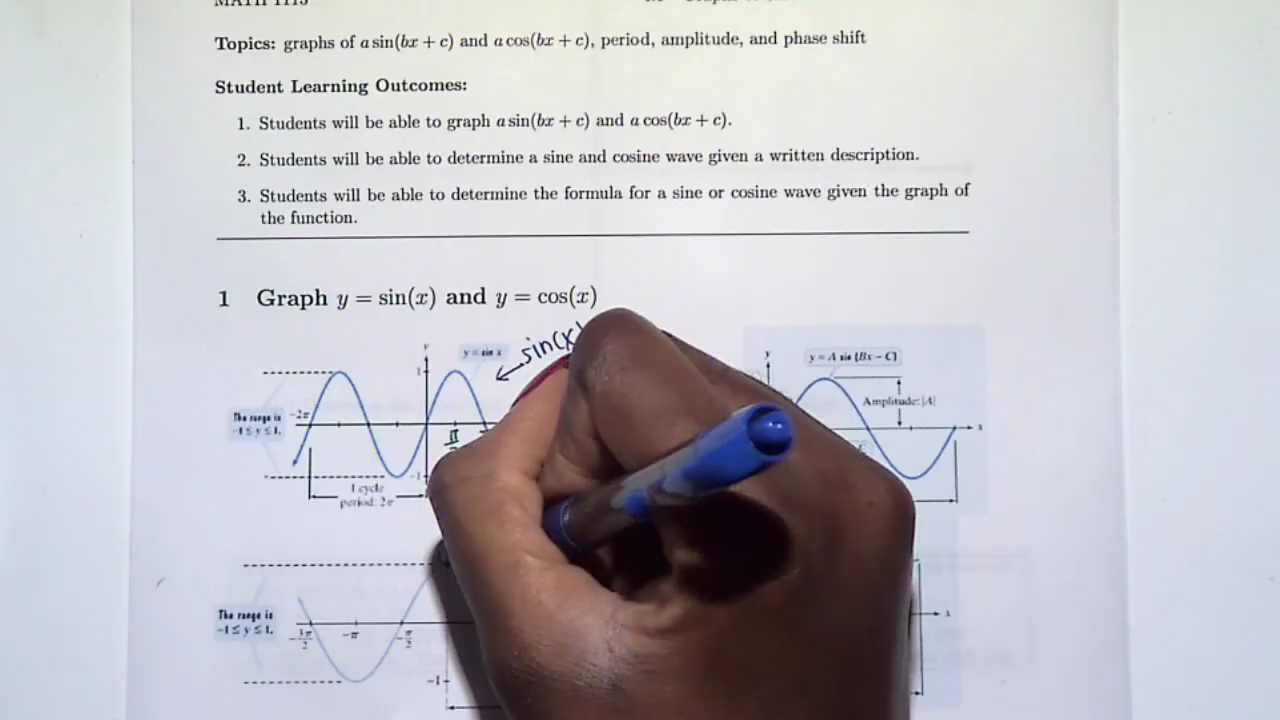 Topics: graphs of a sin(bx + c) and a cos(bx + c), period, amplitude, and phase shift
Student Learning Outcomes:
1. Students will be able to graph a sin(bx + c) and a cos(bx + c).
2. Students will be able to determine a sine and cosine wave given a written description.
3. Students will be able to determine the formula for a sine or cosine wave given the graph of
the function.
1 Graph y = sin(x) and y = cos(x)
y
y = sin x
sin(x)
1
The range is
-1 ≤ y ≤ 1.
-2π
π
-1
1 cycle
period: 2π
y
y = A sin (Bx - C)
Amplitude: |A|
x
The range is
-1 ≤ y ≤ 1.
-3π/2
-π
-π/2
-1
x